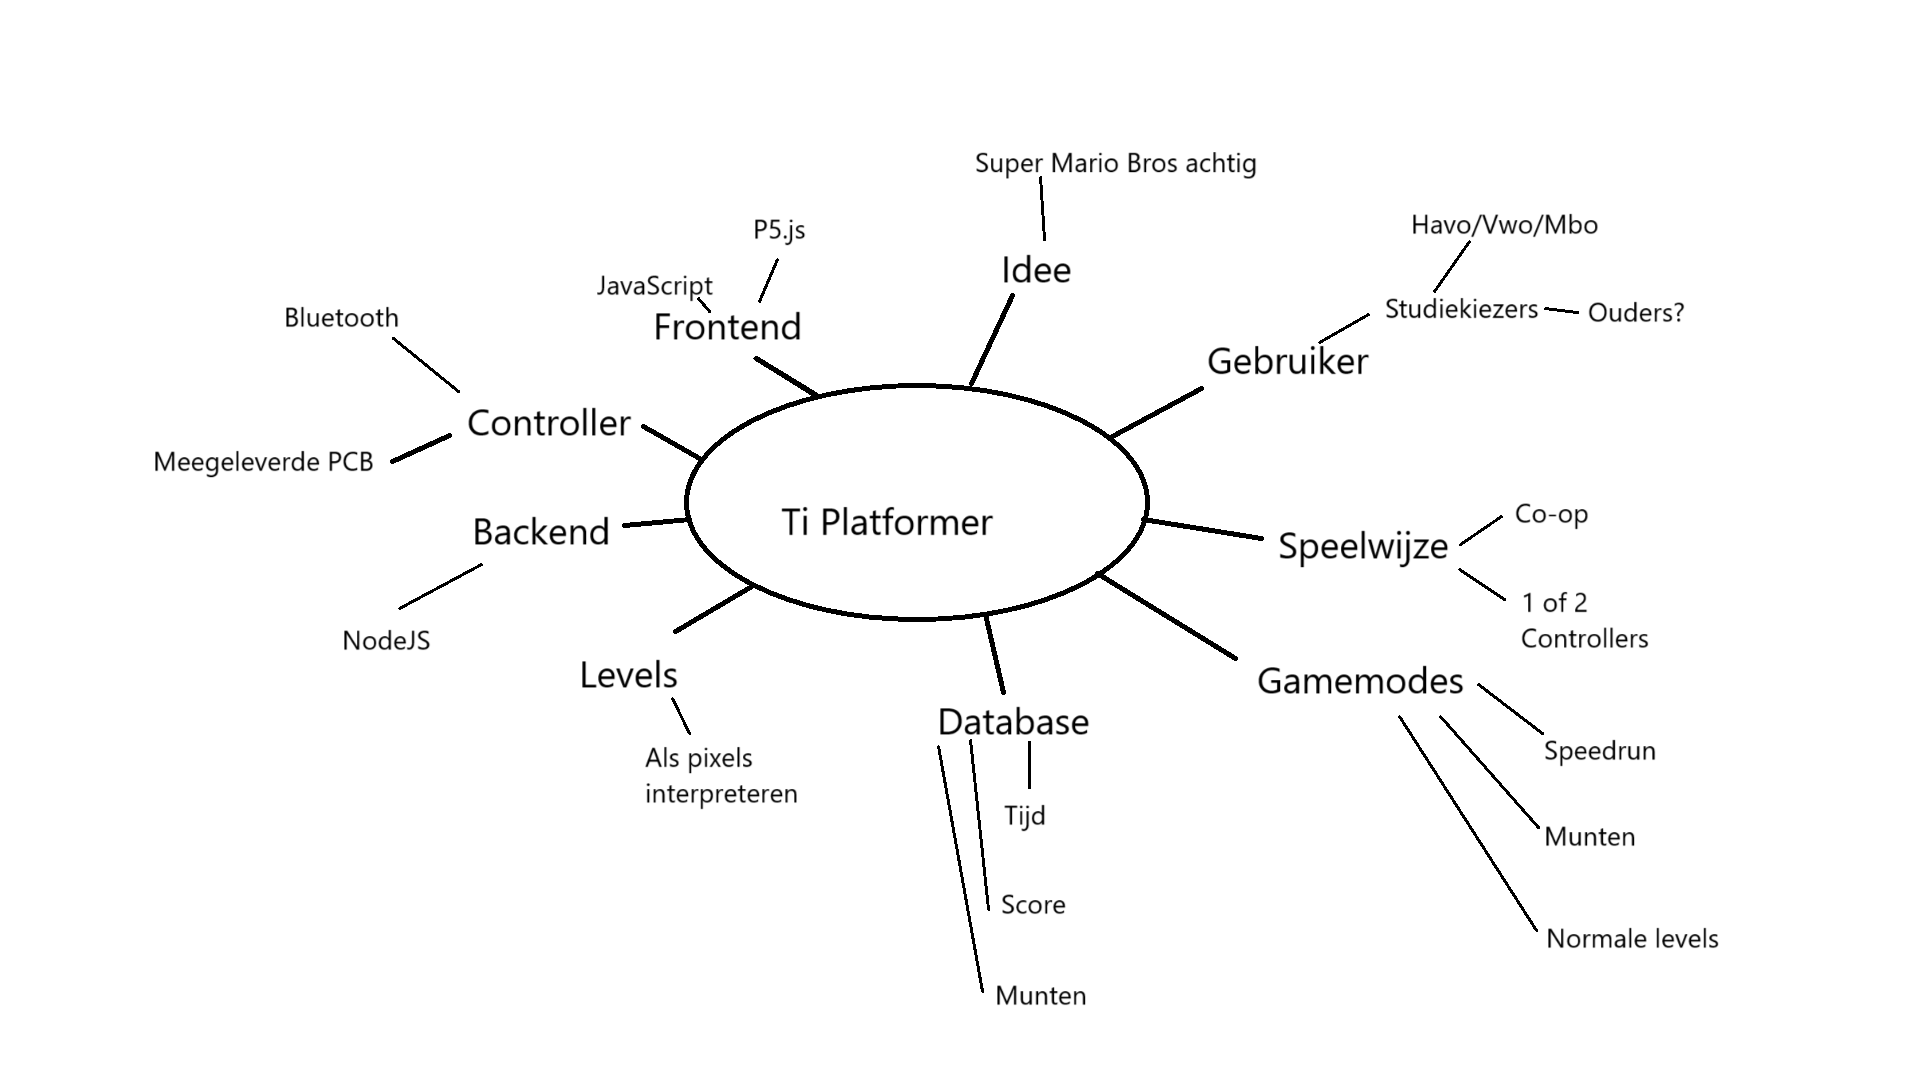 Super Mario Bros achtig
Havo/Vwo/Mbo
P5.js
Idee
JavaScript
Studiekiezers
Ouders?
Bluetooth
Frontend
Gebruiker
Controller
Meegeleverde PCB
Co-op
Backend
Ti Platformer
Speelwijze
1 of 2
Controllers
NodeJS
Levels
Gamemodes
Database
Als pixels
interpreteren
Speedrun
Tijd
Munten
Score
Normale levels
Munten